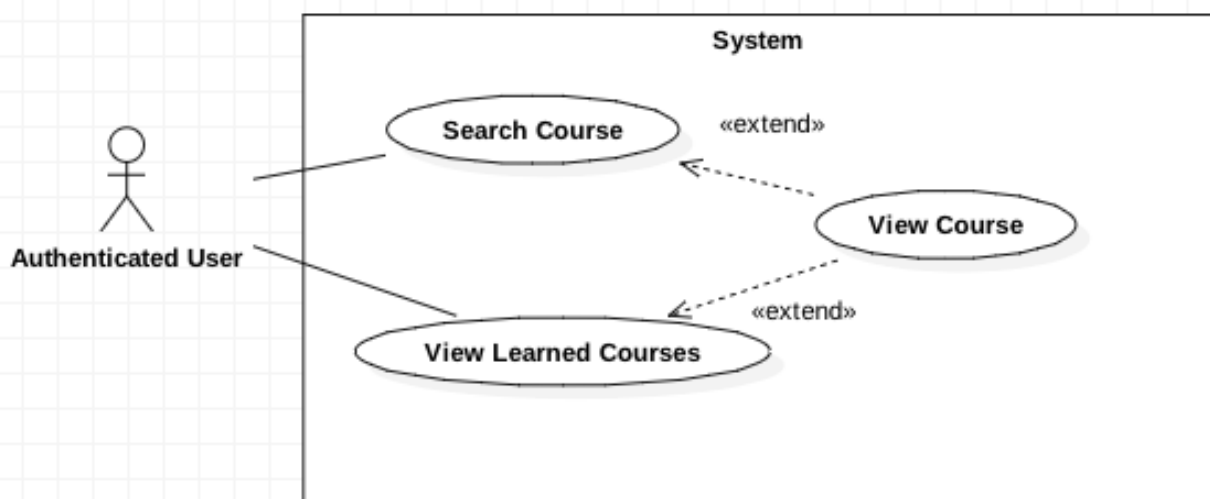 System
Search Course
«extend»
View Course
Authenticated User
«extend»
View Learned Courses